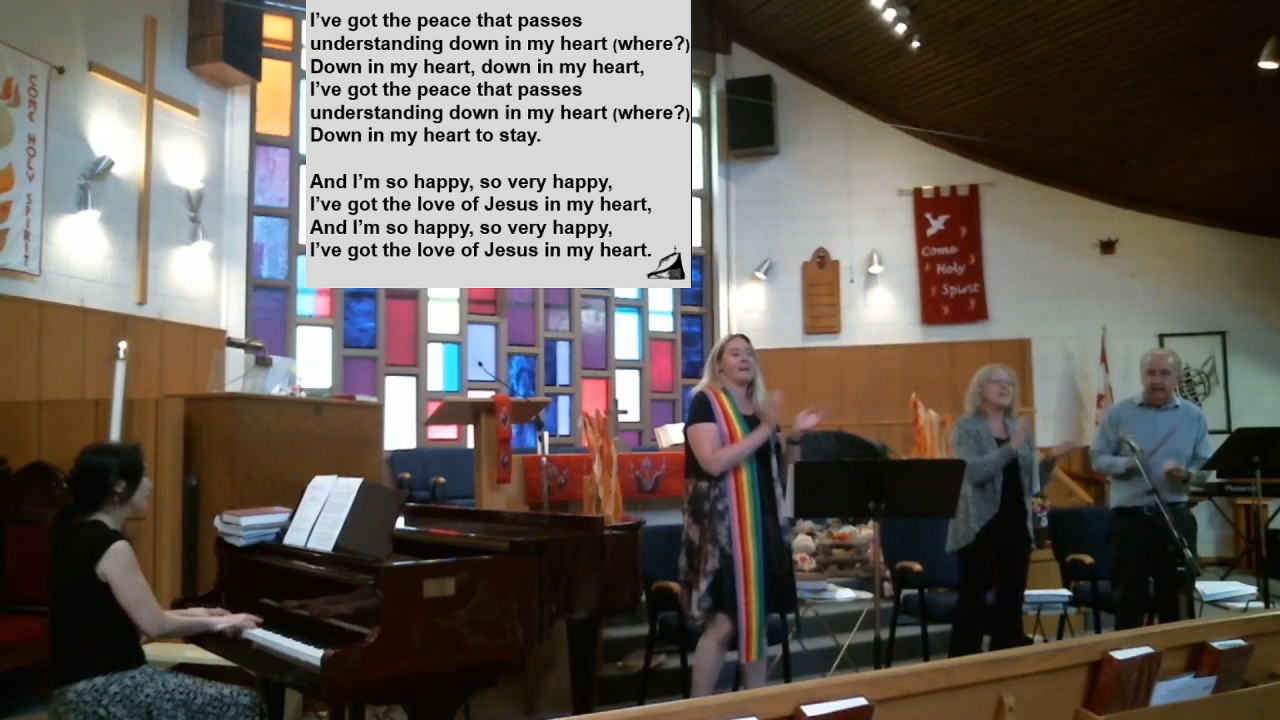 I've got the peace that passes
understanding down in my heart (where?)
Down in my heart, down in my heart,
I've got the peace that passes
understanding down in my heart (where?)
Down in my heart to stay.
And I'm so happy, so very happy,
I've got the love of Jesus in my heart,
And I'm so happy, so very happy,
I've got the love of Jesus in my heart.
COME HOLY SPIRIT
Come
Holy
Spirit